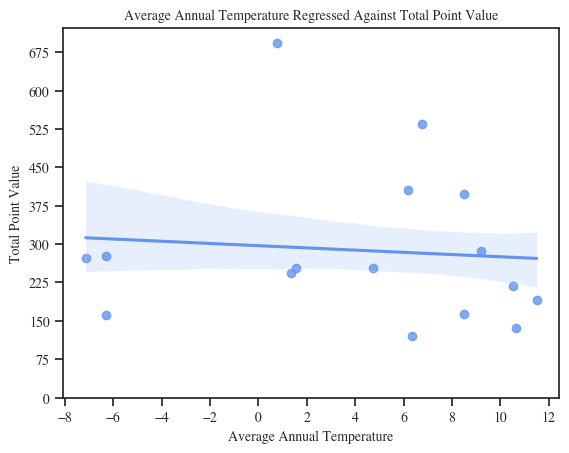 Average Annual Temperature Regressed Against Total Point Value
675
600
525
450
375
300
225
150
75
0
Total Point Value
−8 −6 −4 −2 0 2 4 6 8 10 12
Average Annual Temperature